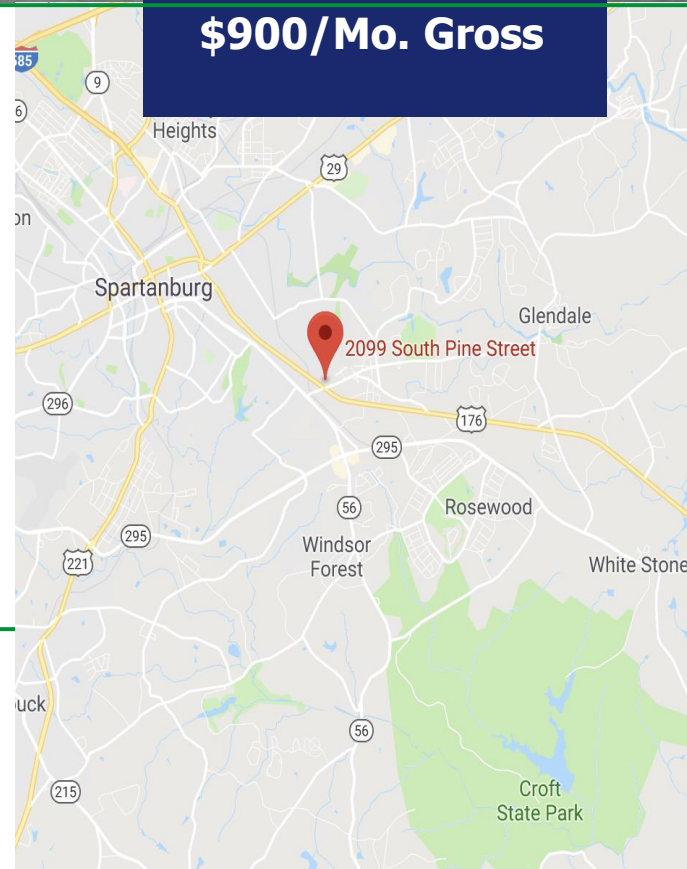 $900/Mo. Gross
585
9
6
Heights
29
on
Spartanburg
Glendale
2099 South Pine Street
296
176
295
56
Rosewood
295
Windsor
Forest
221
White Stone
uck
56
Croft
State Park
215